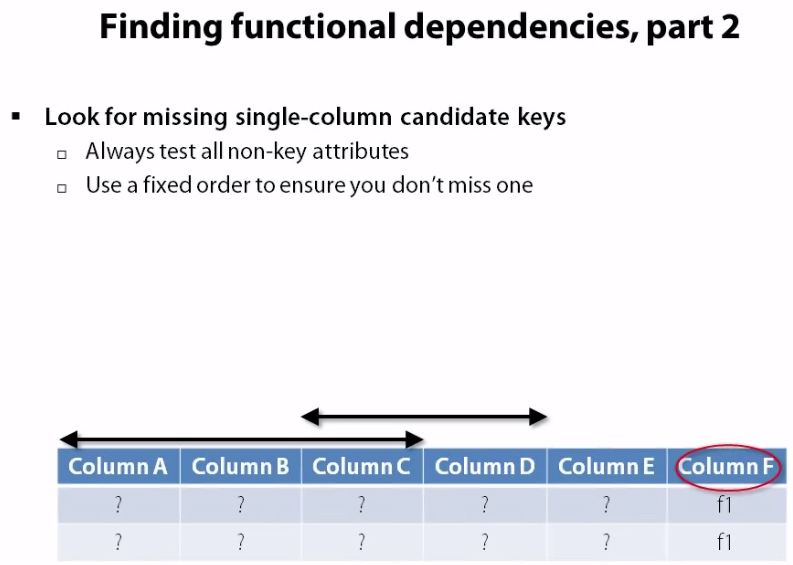 Finding functional dependencies, part 2
▪ Look for missing single-column candidate keys
□ Always test all non-key attributes
□ Use a fixed order to ensure you don't miss one
Column A Column B Column C Column D Column E Column F
? ? ? ? ? f1
? ? ? ? ? f1